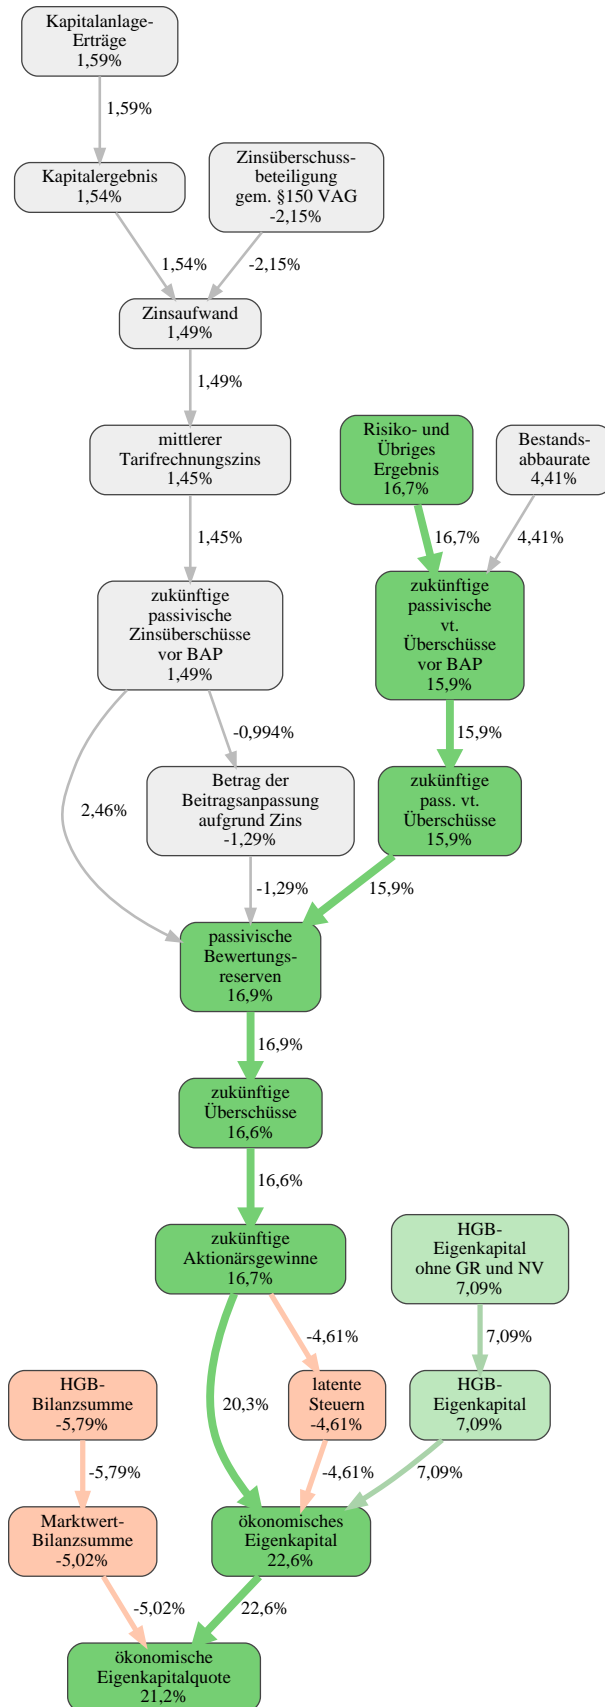 Kapitalanlage-
Erträge
1,59%
1,59%
Kapitalergebnis
1,54%
Zinsüberschuss-
beteiligung
gem. §150 VAG
-2,15%
1,54%
-2,15%
Zinsaufwand
1,49%
1,49%
mittlerer
Tarifrechnungszins
1,45%
Risiko- und
Übriges
Ergebnis
16,7%
Bestands-
abbaurate
4,41%
1,45%
16,7%
4,41%
zukünftige
passivische
Zinsüberschüsse
vor BAP
1,49%
zukünftige
passivische
vt.
Überschüsse
vor BAP
15,9%
-0,994%
15,9%
2,46%
Betrag der
Beitragsanpassung
aufgrund Zins
-1,29%
zukünftige
pass. vt.
Überschüsse
15,9%
-1,29%
15,9%
passivische
Bewertungs-
reserven
16,9%
16,9%
zukünftige
Überschüsse
16,6%
16,6%
zukünftige
Aktionärsgewinne
16,7%
HGB-
Eigenkapital
ohne GR und NV
7,09%
-4,61%
7,09%
HGB-
Bilanzsumme
-5,79%
20,3%
latente
Steuern
-4,61%
HGB-
Eigenkapital
7,09%
-5,79%
-4,61%
7,09%
Marktwert-
Bilanzsumme
-5,02%
ökonomisches
Eigenkapital
22,6%
-5,02%
22,6%
ökonomische
Eigenkapitalquote
21,2%